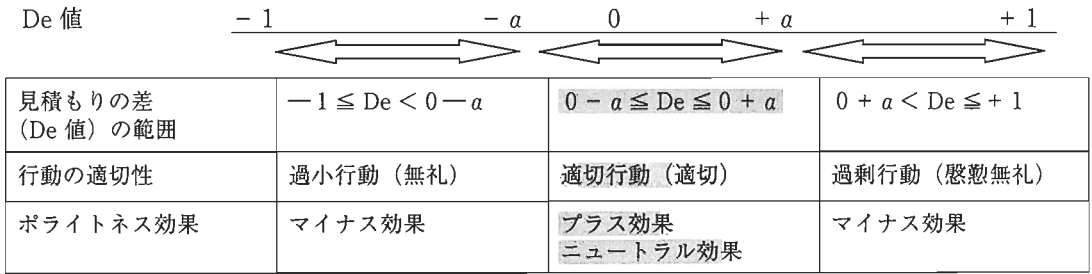 De 値 － 1 － α 0 ＋ α ＋ 1
見積もりの差 －1 ≦ De ＜ 0－α 0 － α ≦ De ≦ 0 ＋ α 0 ＋ α ＜ De ≦＋ 1
（De 値）の範囲
行動の適切性 過小行動（無礼） 適切行動（適切） 過剰行動（慇懃無礼）
ポライトネス効果 マイナス効果 プラス効果 マイナス効果
ニュートラル効果